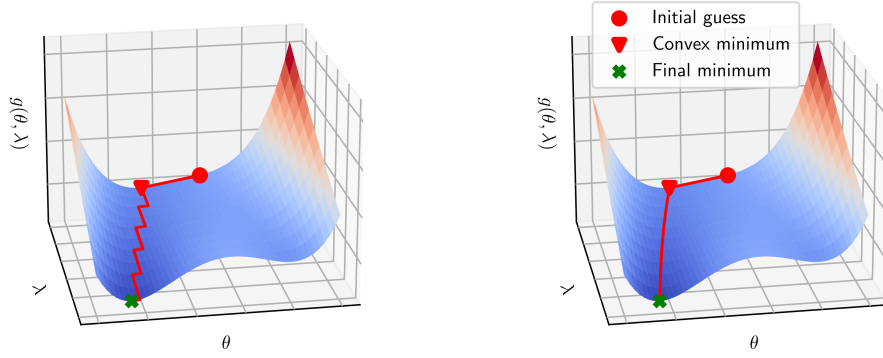 Initial guess
Convex minimum
Final minimum
g(θ, λ)
λ
θ
g(θ, λ)
λ
θ